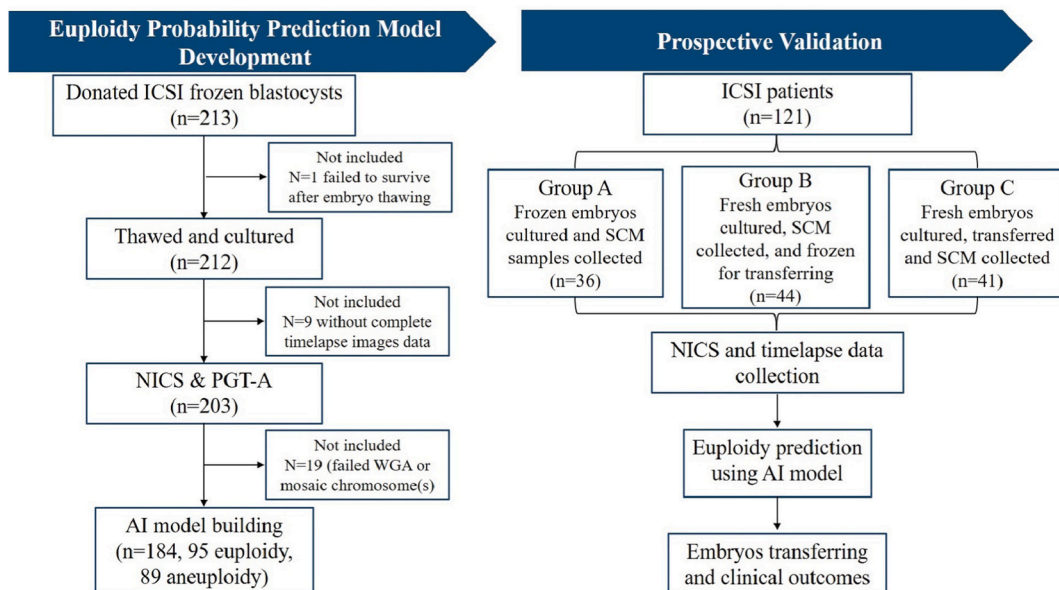 Euploidy Probability Prediction Model
Development
Donated ICSI frozen blastocysts
(n=213)
Not included
N=1 failed to survive
after embryo thawing
Thawed and cultured
(n=212)
Not included
N=9 without complete
timelapse images data
NICS & PGT-A
(n=203)
Not included
N=19 (failed WGA or
mosaic chromosome(s)
AI model building
(n=184, 95 euploidy,
89 aneuploidy)
Prospective Validation
ICSI patients
(n=121)
Group A
Frozen embryos
cultured and SCM
samples collected
(n=36)
Group B
Fresh embryos
cultured, SCM
collected, and frozen
for transferring
(n=44)
Group C
Fresh embryos
cultured, transferred
and SCM collected
(n=41)
NICS and timelapse data
collection
Euploidy prediction
using AI model
Embryos transferring
and clinical outcomes